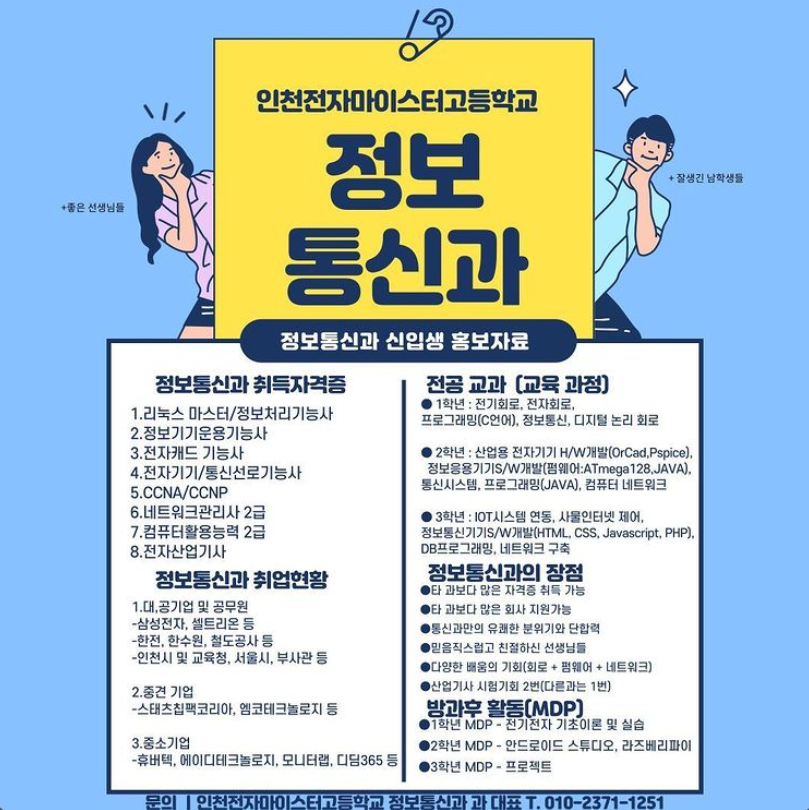 인천전자마이스터고등학교
정보
통신과
+좋은 선생님들
+ 잘생긴 남학생들
정보통신과 신입생 홍보자료
정보통신과 취득자격증
1.리눅스 마스터/정보처리기능사
2.정보기기운용기능사
3.전자캐드 기능사
4.전자기기/통신선로기능사
5.CCNA/CCNP
6.네트워크관리사 2급
7.컴퓨터활용능력 2급
8.전자산업기사
정보통신과 취업현황
1.대,공기업 및 공무원
-삼성전자, 셀트리온 등
-한전, 한수원, 철도공사 등
-인천시 및 교육청, 서울시, 부사관 등
2.중견 기업
-스태츠칩팩코리아, 엠코테크놀로지 등
3.중소기업
-휴버텍, 에이디테크놀로지, 모니터랩, 디딤365 등
전공 교과 (교육 과정)
● 1학년 : 전기회로, 전자회로,
프로그래밍(C언어), 정보통신, 디지털 논리 회로
● 2학년 : 산업용 전자기기 H/W개발(OrCad,Pspice),
정보응용기기S/W개발(펌웨어:ATmega128,JAVA),
통신시스템, 프로그래밍(JAVA), 컴퓨터 네트워크
● 3학년 : IOT시스템 연동, 사물인터넷 제어,
정보통신기기S/W개발(HTML, CSS, Javascript, PHP),
DB프로그래밍, 네트워크 구축
정보통신과의 장점
●타 과보다 많은 자격증 취득 가능
●타 과보다 많은 회사 지원가능
●통신과만의 유쾌한 분위기와 단합력
●믿음직스럽고 친절하신 선생님들
●다양한 배움의 기회(회로 + 펌웨어 + 네트워크)
●산업기사 시험기회 2번(다른과는 1번)
방과후 활동(MDP)
●1학년 MDP - 전기전자 기초이론 및 실습
●2학년 MDP - 안드로이드 스튜디오, 라즈베리파이
●3학년 MDP - 프로젝트
문의 | 인천전자마이스터고등학교 정보통신과 과 대표 T. 010-2371-1251